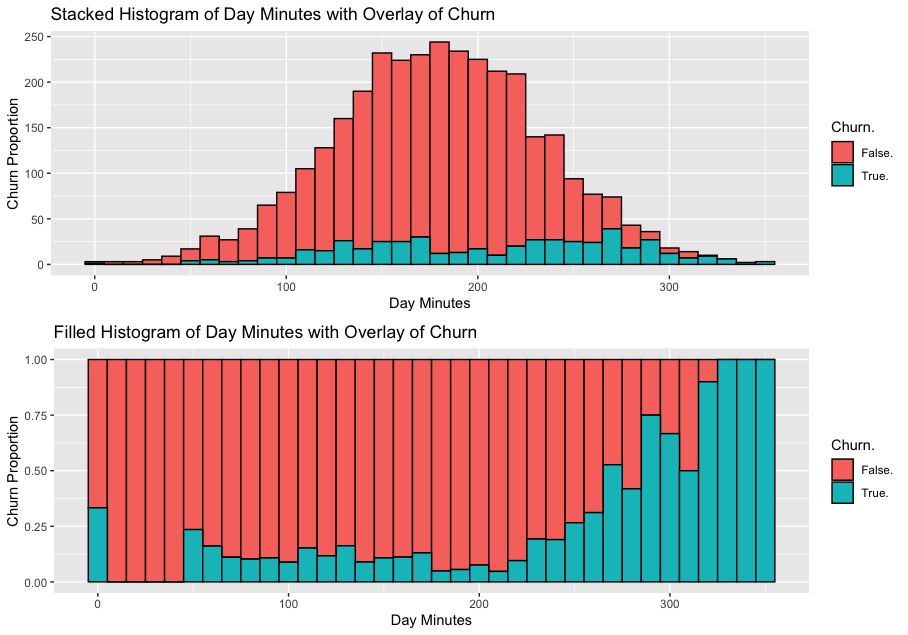 Stacked Histogram of Day Minutes with Overlay of Churn
250
200
150
100
50
0
Churn Proportion
0 100 200 300
Day Minutes
Churn.
False.
True.
Filled Histogram of Day Minutes with Overlay of Churn
1.00
0.75
0.50
0.25
0.00
Churn Proportion
0 100 200 300
Day Minutes
Churn.
False.
True.